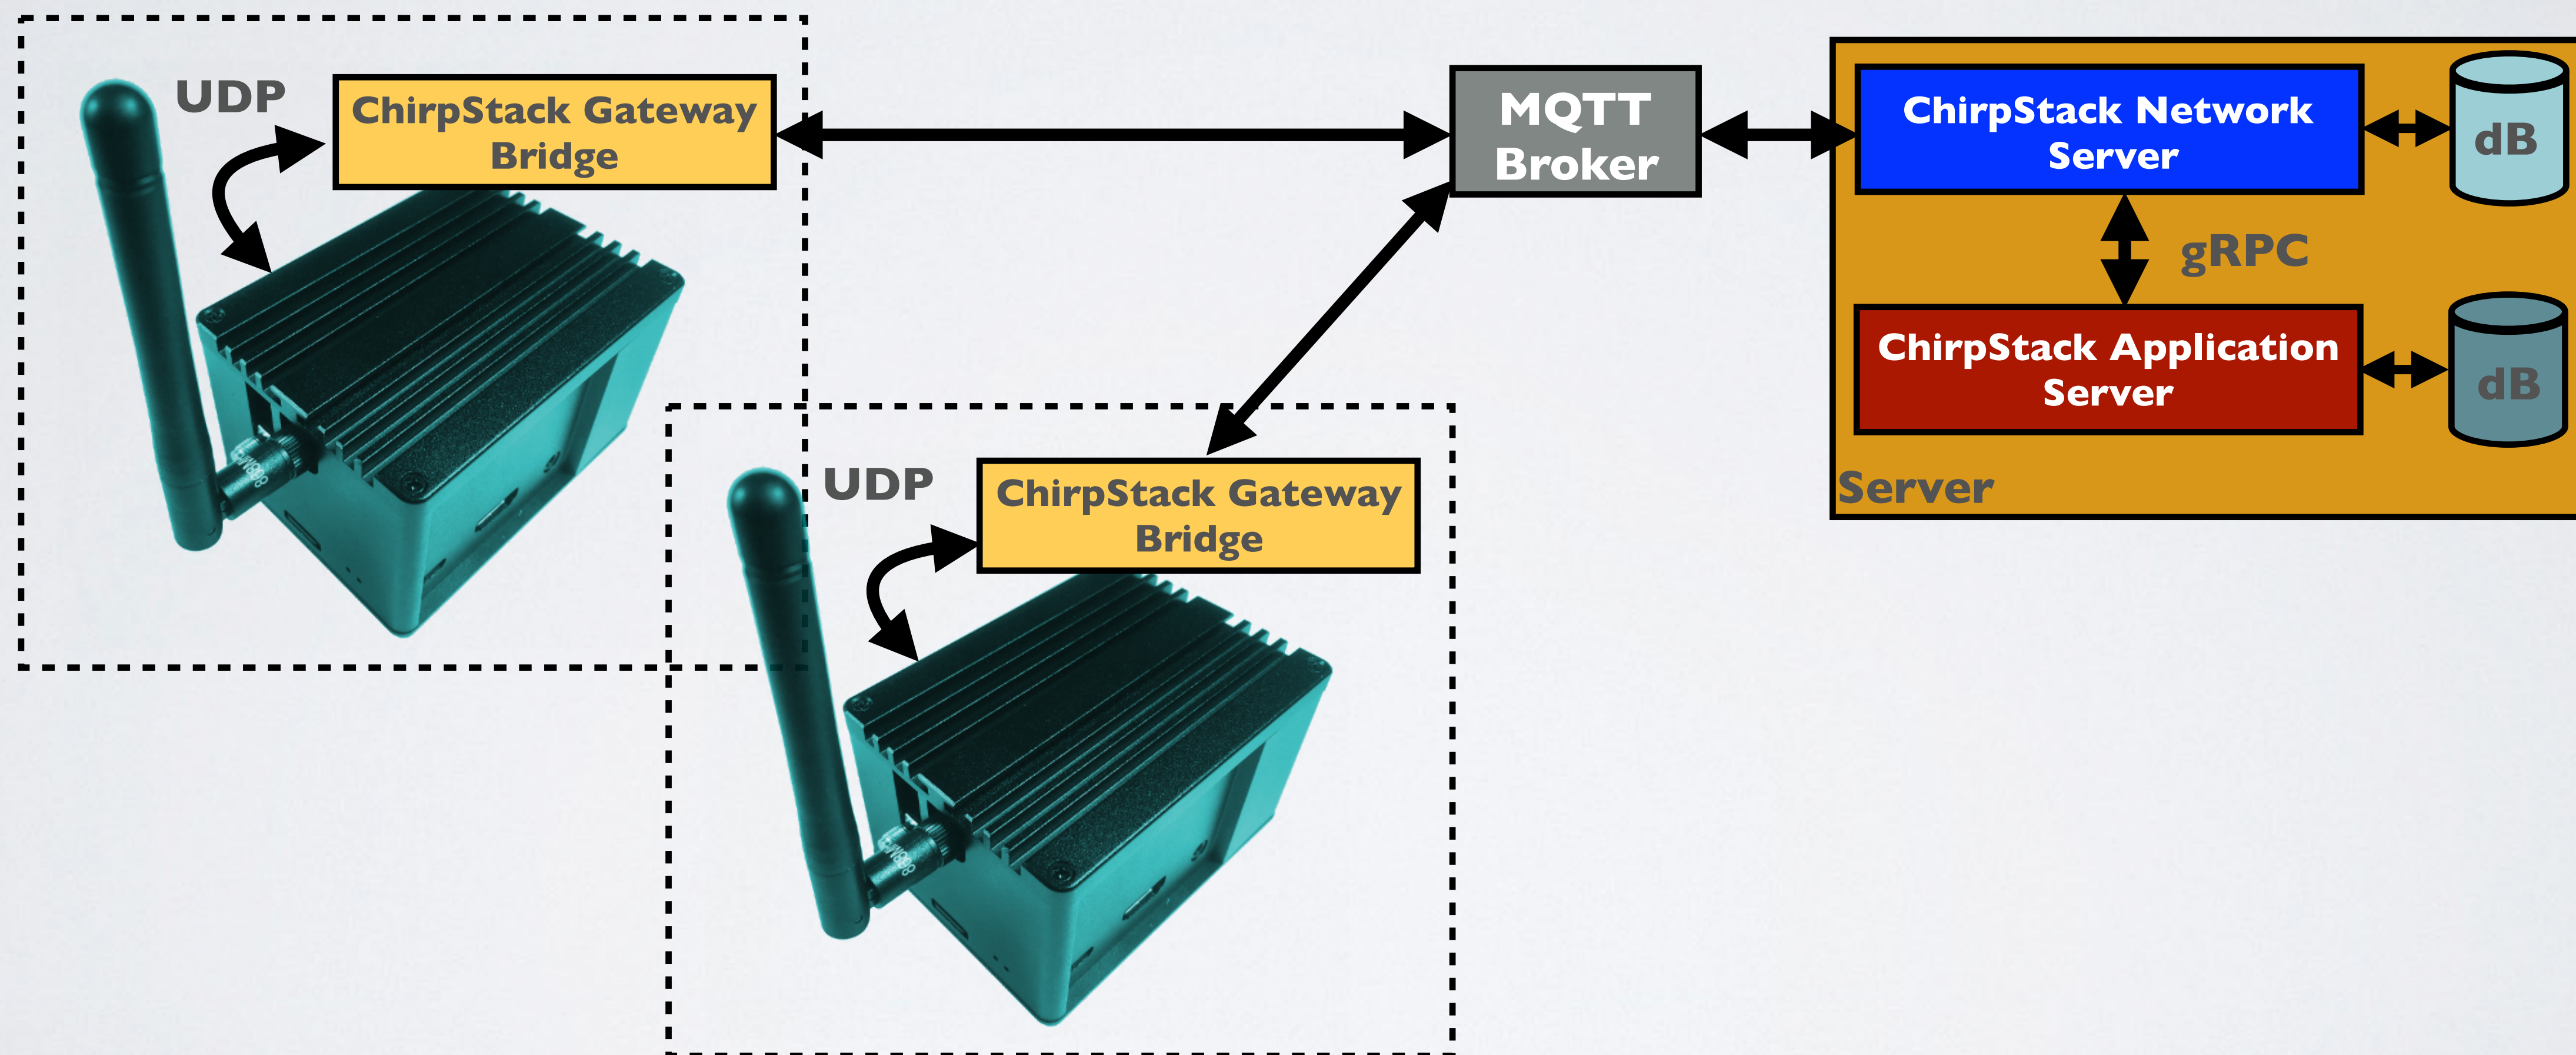 UDP
ChirpStack Gateway
Bridge
MQTT
Broker
ChirpStack Network
Server
dB
gRPC
ChirpStack Application
Server
dB
Server
UDP
ChirpStack Gateway
Bridge